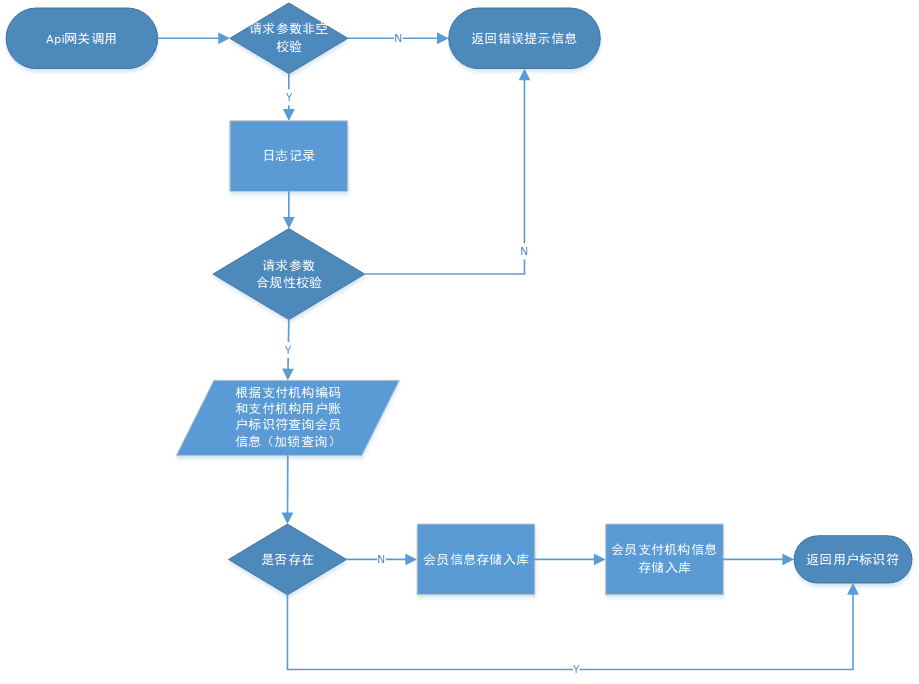 Api网关调用
请求参数非空
校验
N
返回错误提示信息
Y
日志记录
N
请求参数
合规性校验
Y
根据支付机构编码
和支付机构用户账
户标识符查询会员
信息（加锁查询）
是否存在
N
会员信息存储入库
会员支付机构信息
存储入库
返回用户标识符
Y